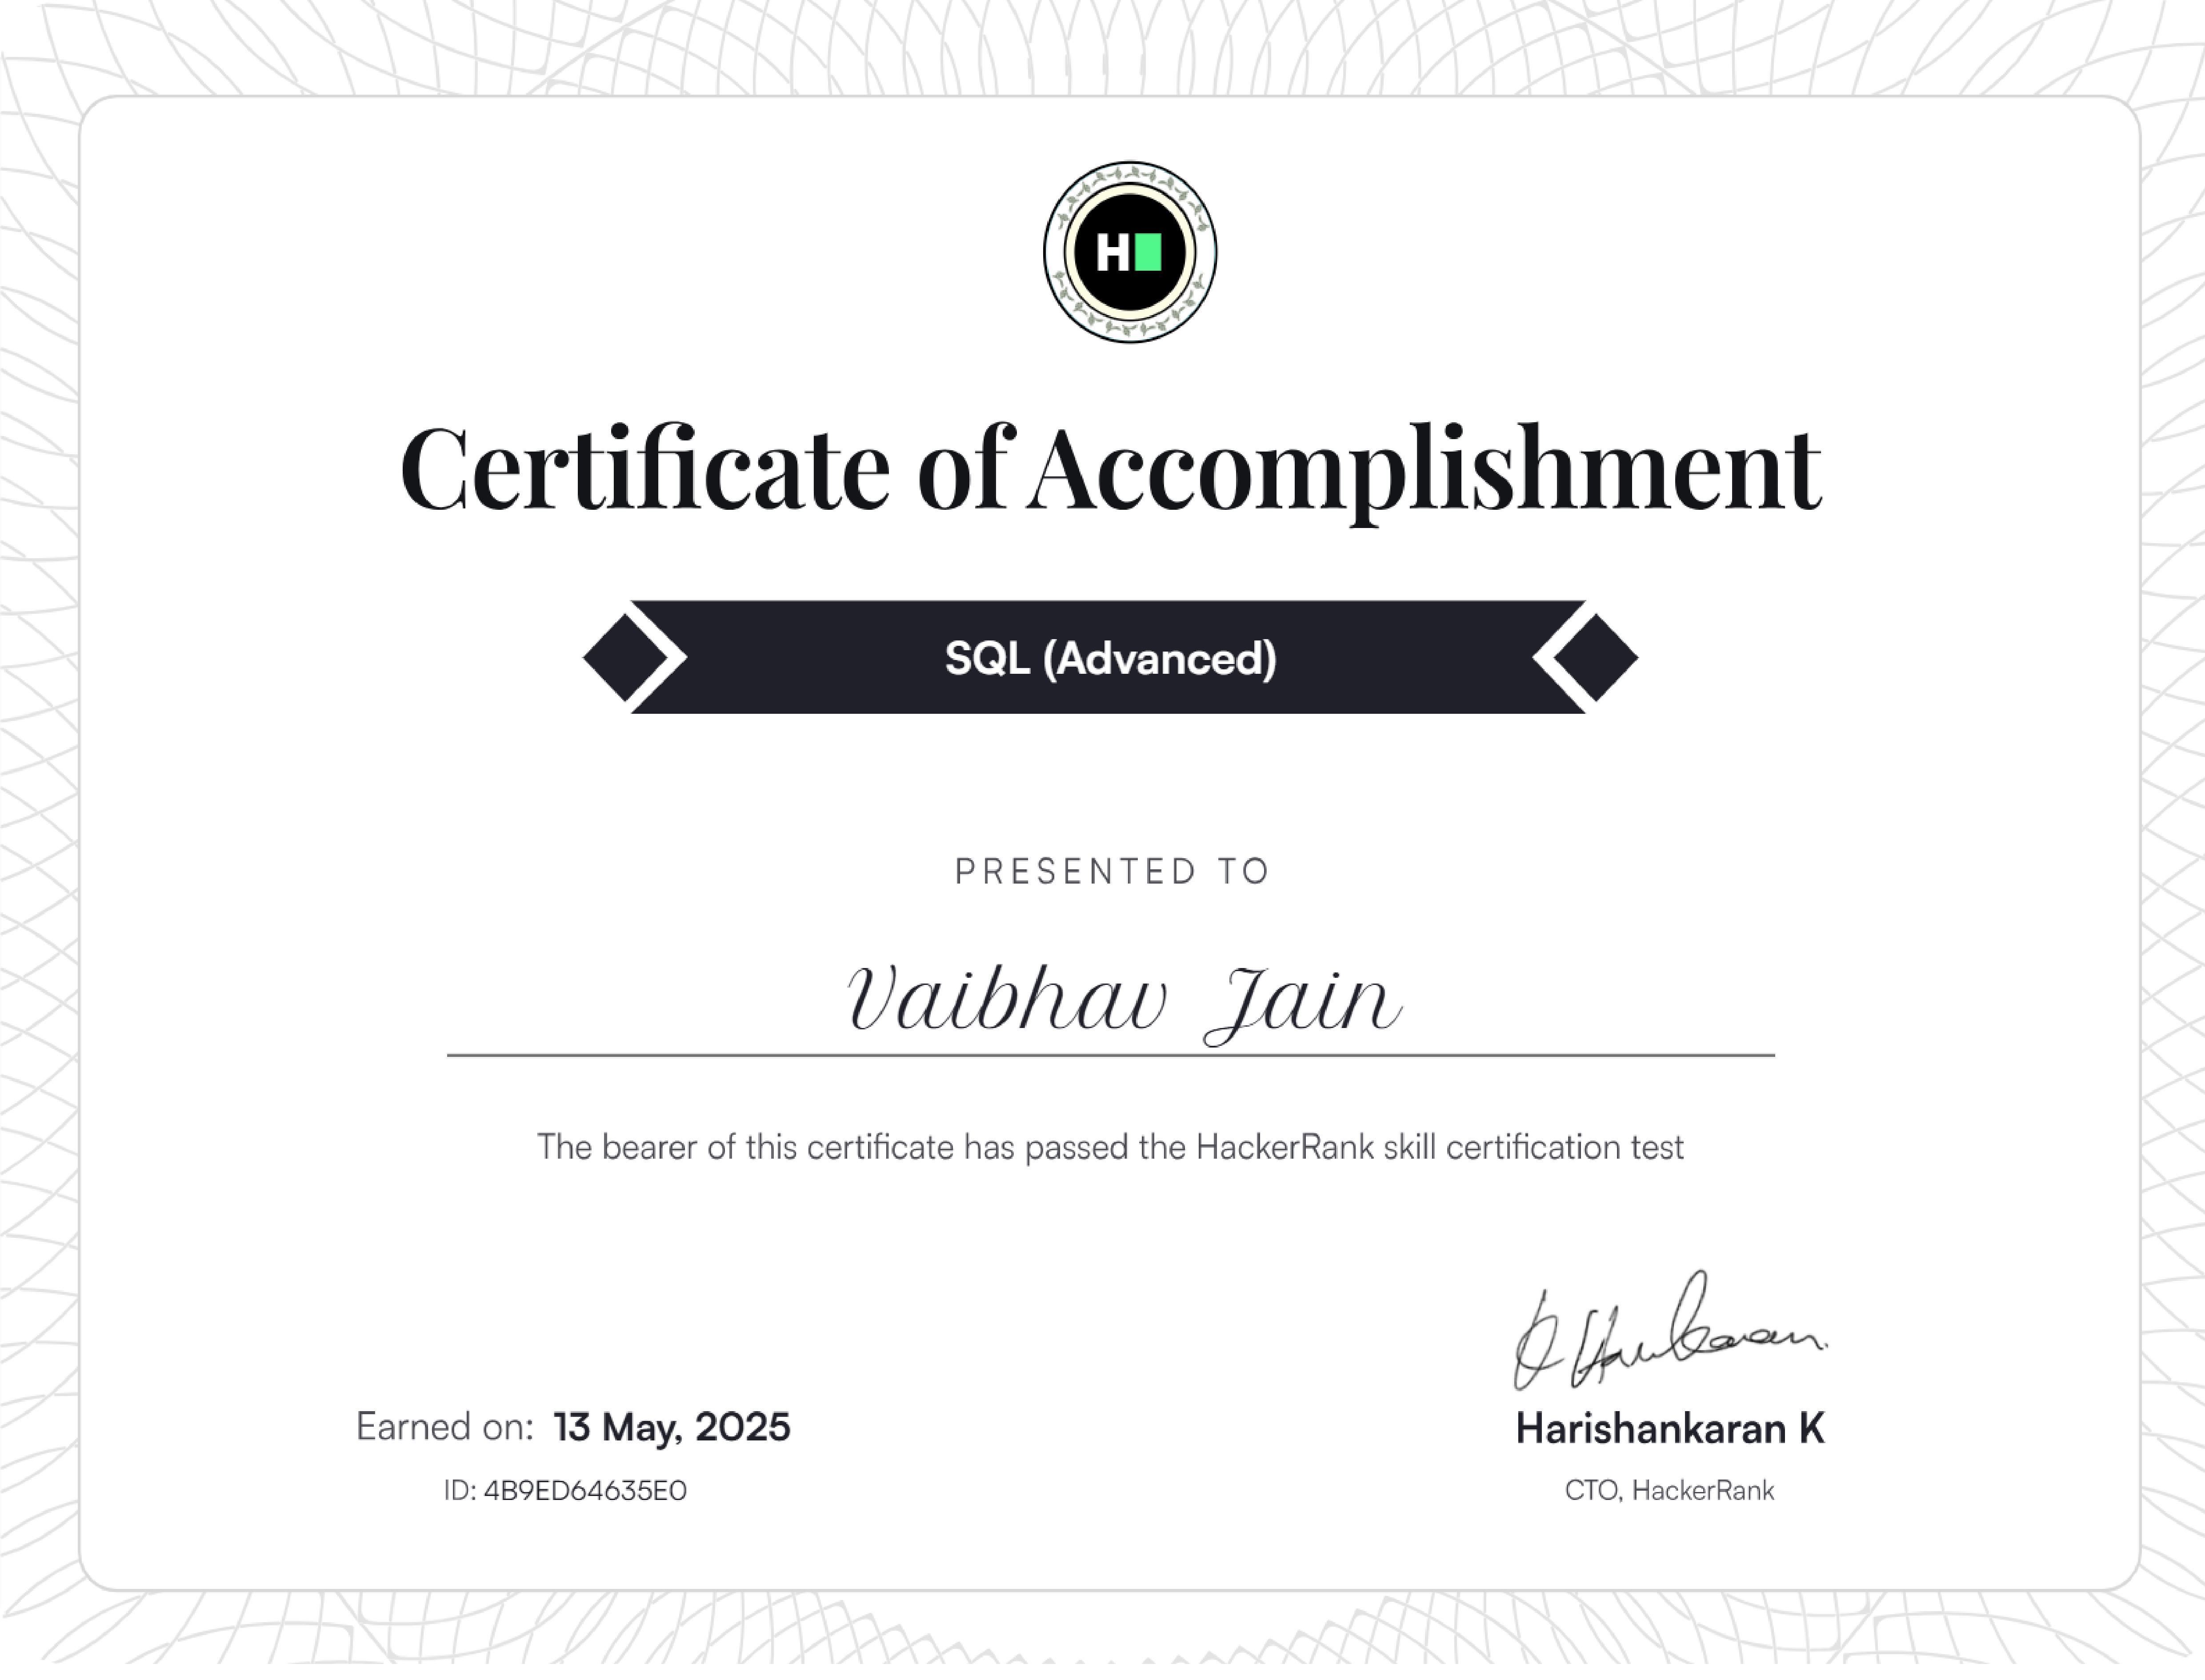 H
Certificate of Accomplishment
SQL (Advanced)
PRESENTED TO
Vaibhav Jain
The bearer of this certificate has passed the HackerRank skill certification test
Earned on: 13 May, 2025
ID: 4B9ED64635E0
Harishankaran K
CTO, HackerRank